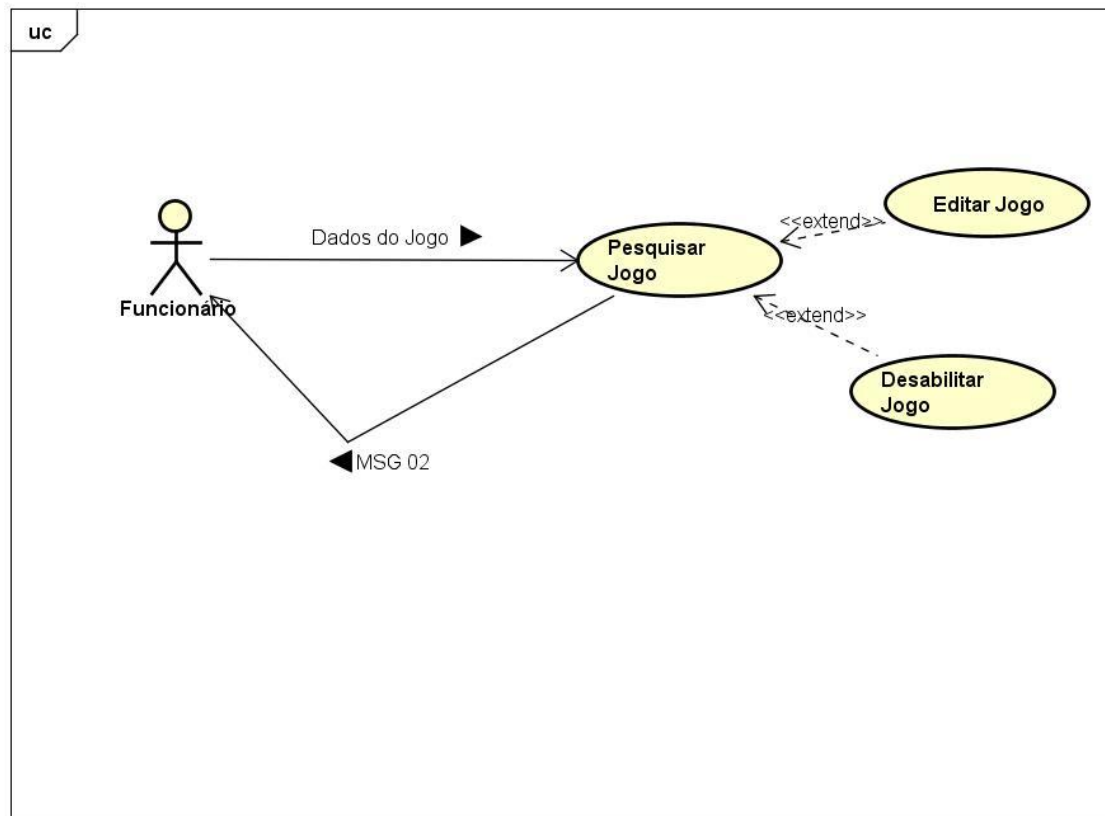 uc
Editar Jogo
<<extend>>
Dados do Jogo ▶
Pesquisar
Jogo
Funcionário
<<extend>>
Desabilitar
Jogo
◀ MSG 02